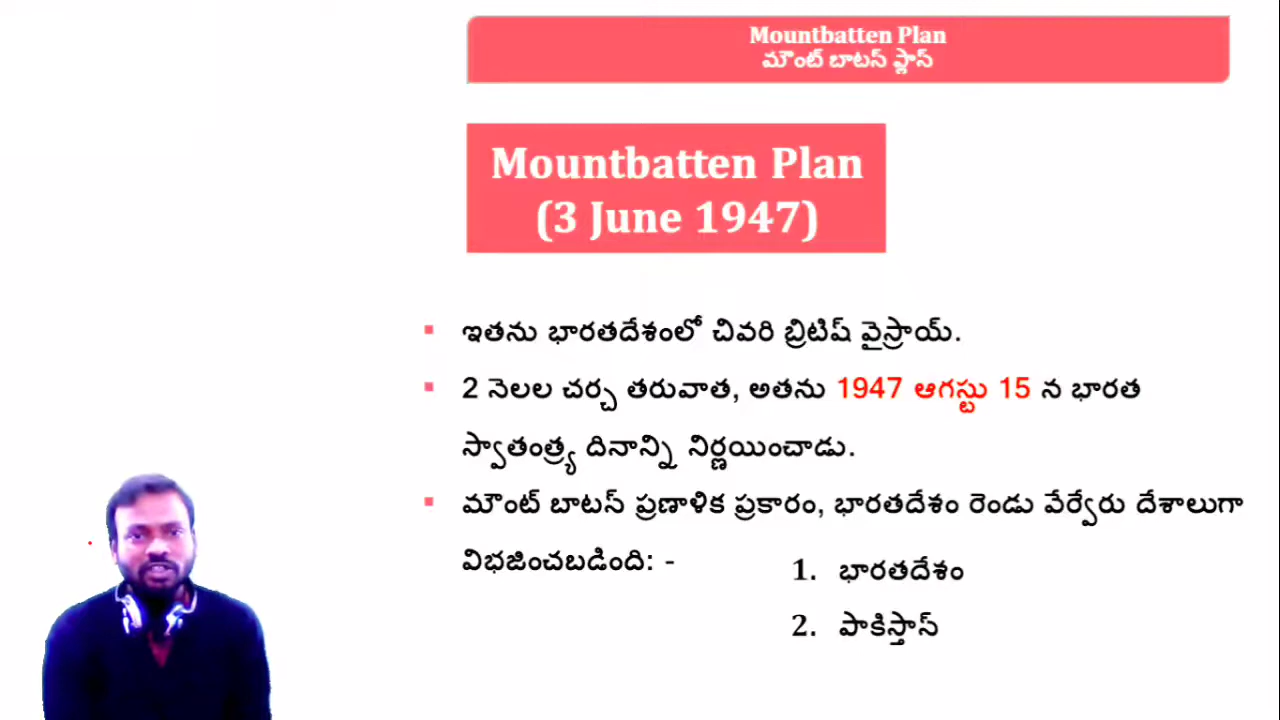 Mountbatten Plan
మౌంట్ బాటన్ ప్లాన్
Mountbatten Plan
(3 June 1947)
▪ ఇతను భారతదేశంలో చివరి బ్రిటిష్ వైస్రాయ్.
▪ 2 నెలల చర్చ తరువాత, అతను 1947 ఆగస్టు 15 న భారత
స్వాతంత్ర్య దినాన్ని నిర్ణయించాడు.
▪ మౌంట్ బాటన్ ప్రణాళిక ప్రకారం, భారతదేశం రెండు వేర్వేరు దేశాలుగా
విభజించబడింది: -
1. భారతదేశం
2. పాకిస్తాన్